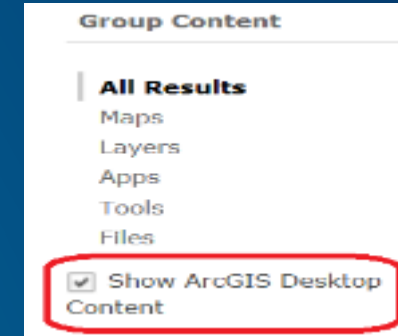 Group Content
All Results
Maps
Layers
Apps
Tools
Files
Show ArcGIS Desktop
Content